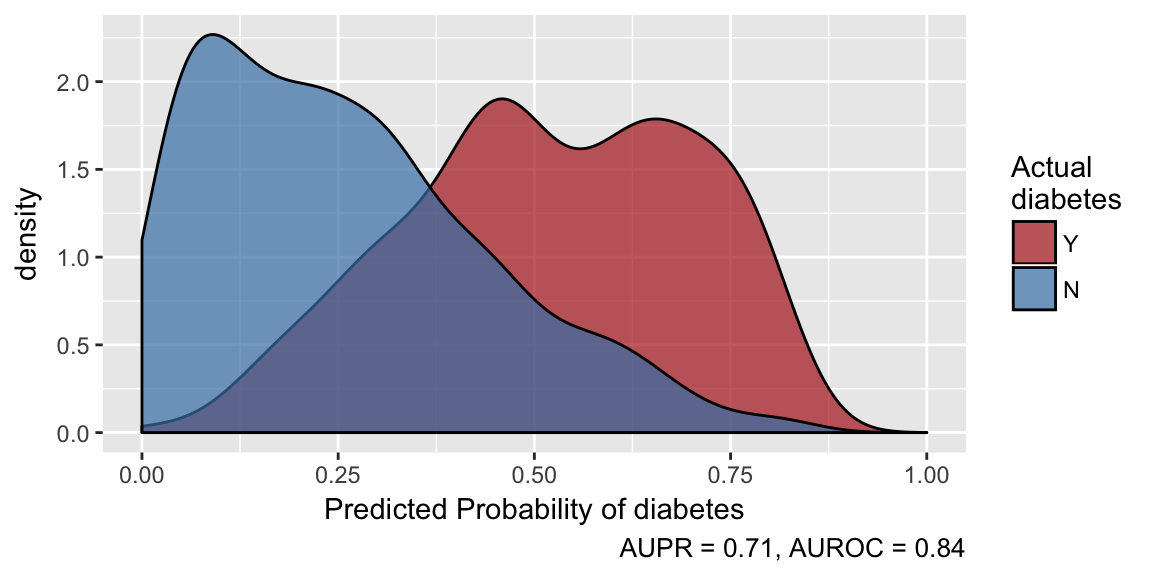 density
2.0
1.5
1.0
0.5
0.0
0.00 0.25 0.50 0.75 1.00
Predicted Probability of diabetes
AUPR = 0.71, AUROC = 0.84
Actual
diabetes
Y
N